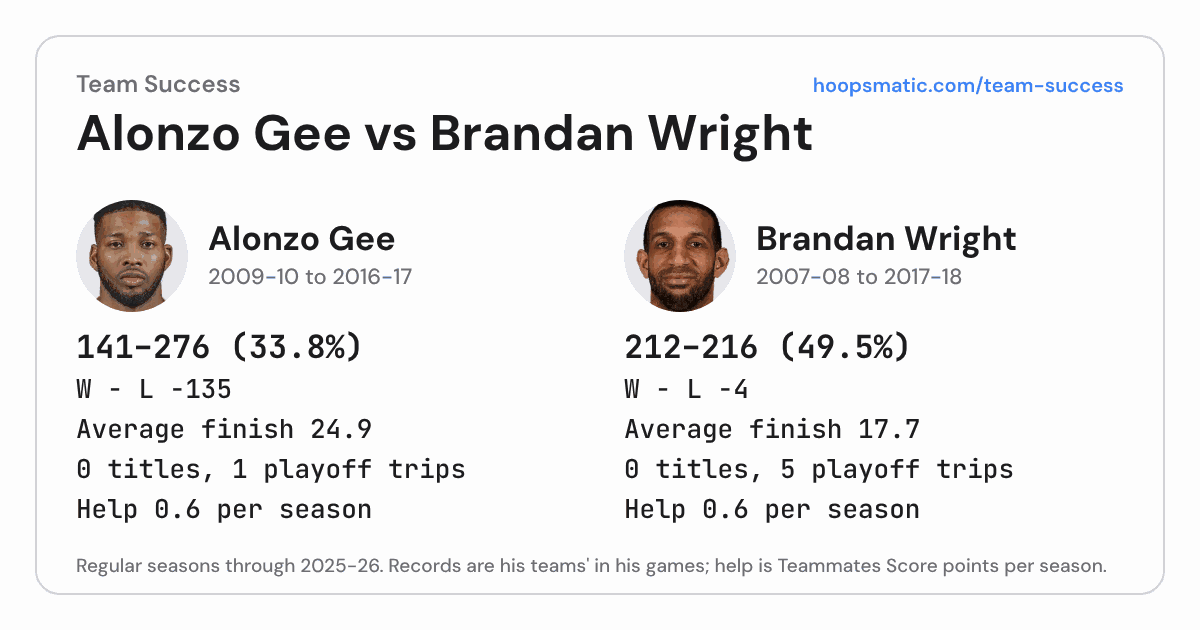 Team Success
hoopsmatic.com/team-success
Alonzo Gee vs Brandan Wright
Alonzo Gee
2009-10 to 2016-17
141-276 (33.8%)
W - L -135
Average finish 24.9
0 titles, 1 playoff trips
Help 0.6 per season
Brandan Wright
2007-08 to 2017-18
212-216 (49.5%)
W - L -4
Average finish 17.7
0 titles, 5 playoff trips
Help 0.6 per season
Regular seasons through 2025-26. Records are his teams' in his games; help is Teammates Score points per season.